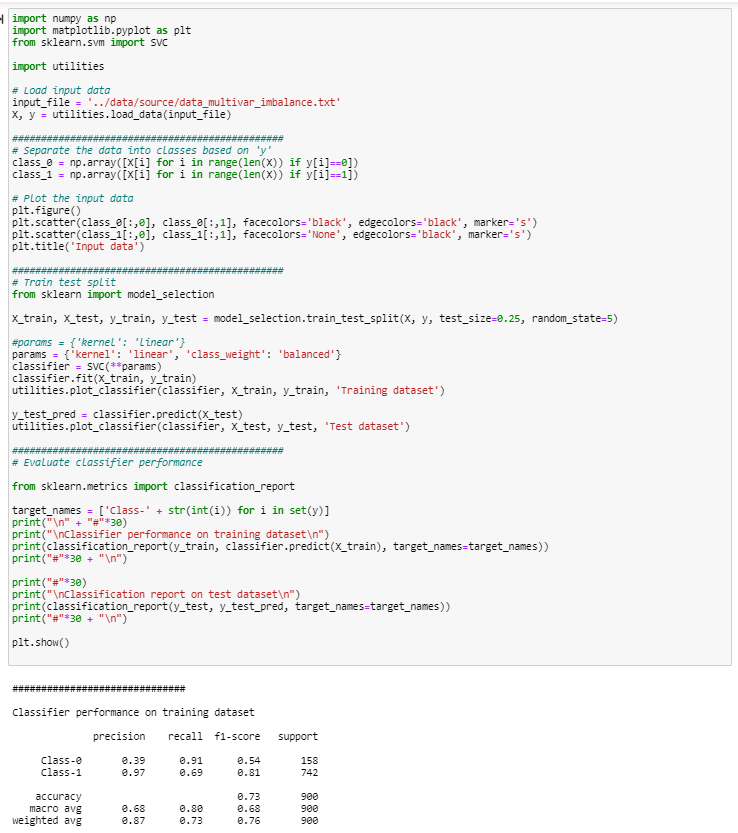 import numpy as np
import matplotlib.pyplot as plt
from sklearn.svm import SVC
import utilities
# Load input data
input_file = '../data/source/data_multivar_imbalance.txt'
X, y = utilities.load_data(input_file)
###############################################
# Separate the data into classes based on 'y'
class_0 = np.array([X[i] for i in range(len(X)) if y[i]==0])
class_1 = np.array([X[i] for i in range(len(X)) if y[i]==1])
# Plot the input data
plt.figure()
plt.scatter(class_0[:,0], class_0[:,1], facecolors='black', edgecolors='black', marker='s')
plt.scatter(class_1[:,0], class_1[:,1], facecolors='None', edgecolors='black', marker='s')
plt.title('Input data')
###############################################
# Train test split
from sklearn import model_selection
X_train, X_test, y_train, y_test = model_selection.train_test_split(X, y, test_size=0.25, random_state=5)
#params = {'kernel': 'linear'}
params = {'kernel': 'linear', 'class_weight': 'balanced'}
classifier = SVC(**params)
classifier.fit(X_train, y_train)
utilities.plot_classifier(classifier, X_train, y_train, 'Training dataset')
y_test_pred = classifier.predict(X_test)
utilities.plot_classifier(classifier, X_test, y_test, 'Test dataset')
###############################################
# Evaluate classifier performance
from sklearn.metrics import classification_report
target_names = ['Class-' + str(int(i)) for i in set(y)]
print("\n" + "#"*30)
print("\nClassifier performance on training dataset\n")
print(classification_report(y_train, classifier.predict(X_train), target_names=target_names))
print("#"*30 + "\n")
print("#"*30)
print("\nClassification report on test dataset\n")
print(classification_report(y_test, y_test_pred, target_names=target_names))
print("#"*30 + "\n")
plt.show()
##############################
Classifier performance on training dataset
precision recall f1-score support
Class-0 0.39 0.91 0.54 158
Class-1 0.97 0.69 0.81 742
accuracy 0.73 900
macro avg 0.68 0.80 0.68 900
weighted avg 0.87 0.73 0.76 900